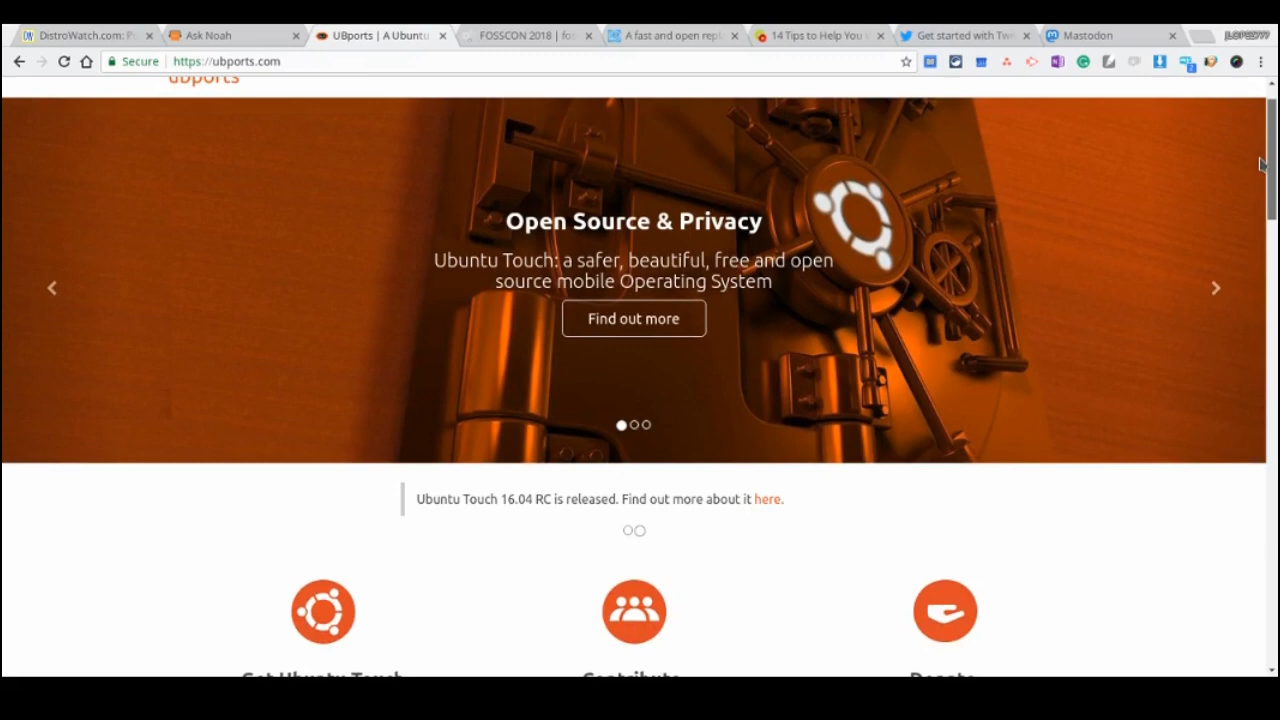 DistroWatch.com: P
Ask Noah
UBports | A Ubuntu
FOSSCON 2018 | fo
A fast and open rep
14 Tips to Help You
Get started with Tw
Mastodon
JLOPEZ777
Secure
https://ubports.com
ubports
Open Source & Privacy
Ubuntu Touch: a safer, beautiful, free and open
source mobile Operating System
Find out more
Ubuntu Touch 16.04 RC is released. Find out more about it here.
Get Ubuntu Touch
Contribute
Donate